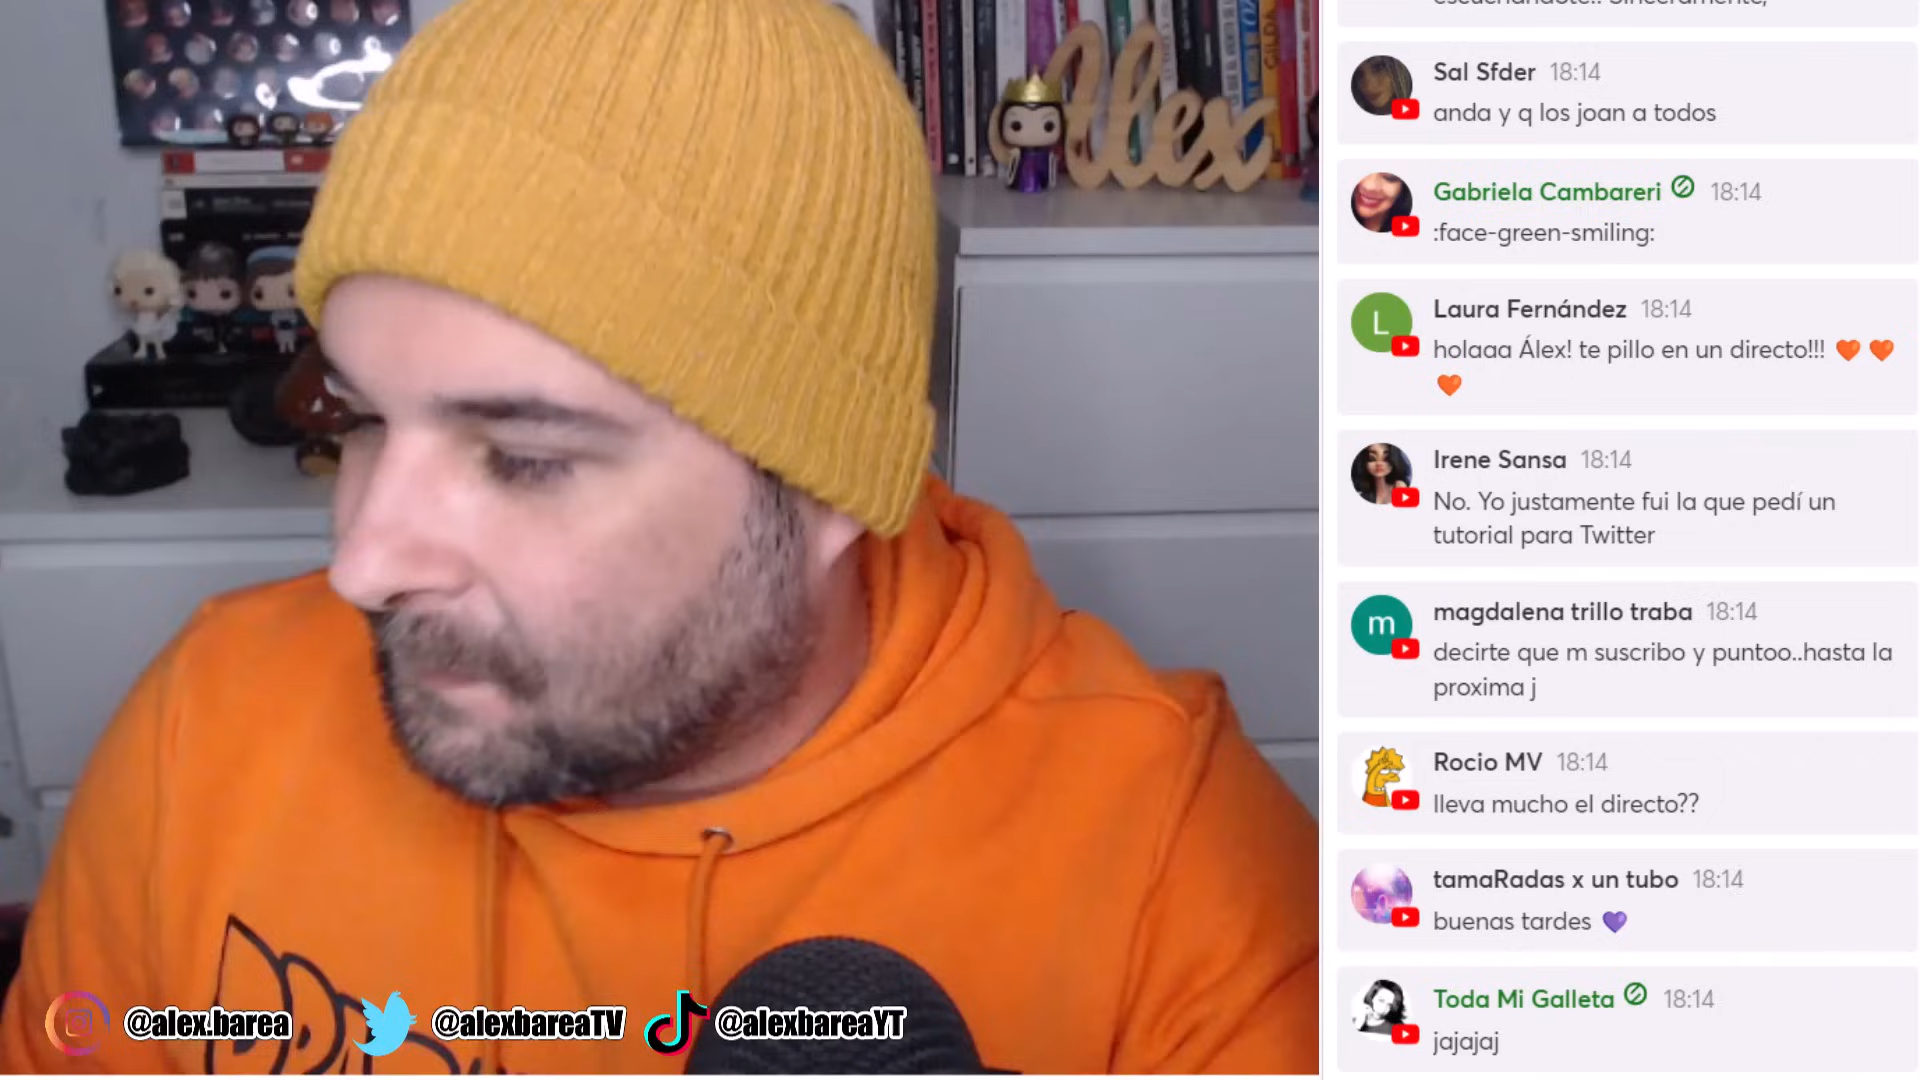 escuchándote.. Sinceramente,
Sal Sfder 18:14
anda y q los joan a todos
Gabriela Cambareri 18:14
:face-green-smiling:
Laura Fernández 18:14
holaaa Álex! te pillo en un directo!!!
Irene Sansa 18:14
No. Yo justamente fui la que pedí un
tutorial para Twitter
magdalena trillo traba 18:14
decirte que m suscribo y puntoo..hasta la
proxima j
Rocio MV 18:14
lleva mucho el directo??
tamaRadas x un tubo 18:14
buenas tardes
Toda Mi Galleta 18:14
jajajaj
Alex
GILDA
L
m
@alex.barea @alexbareaTV @alexbareaYT